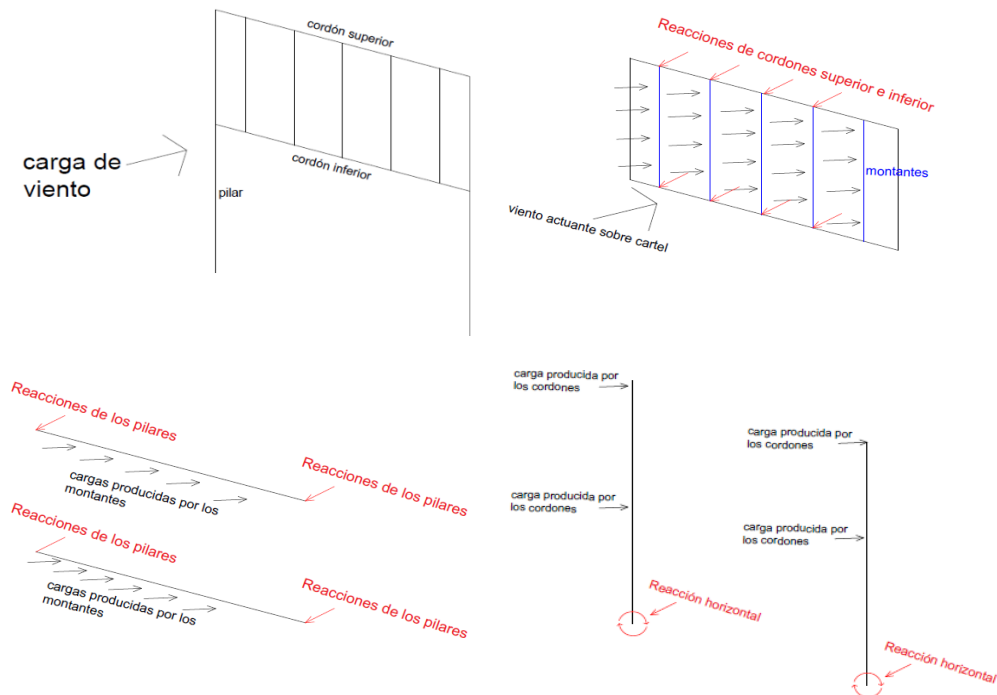 cordón superior
carga de
viento
cordón inferior
pilar
Reacciones de cordones superior e inferior
montantes
viento actuante sobre cartel
Reacciones de los pilares
Reacciones de los pilares
cargas producidas por los
montantes
Reacciones de los pilares
Reacciones de los pilares
cargas producidas por los
montantes
carga producida por
los cordones
carga producida por
los cordones
carga producida por
los cordones
carga producida por
los cordones
Reacción horizontal
Reacción horizontal